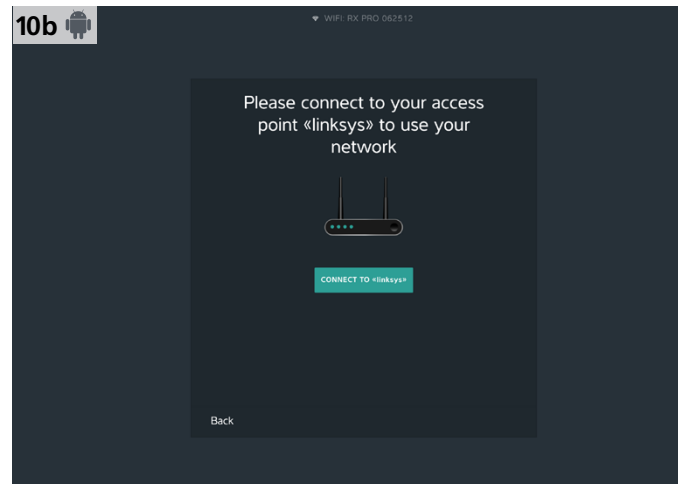 10b
WIFI: RX PRO 062512
Please connect to your access
point «linksys» to use your
network
CONNECT TO «linksys»
Back